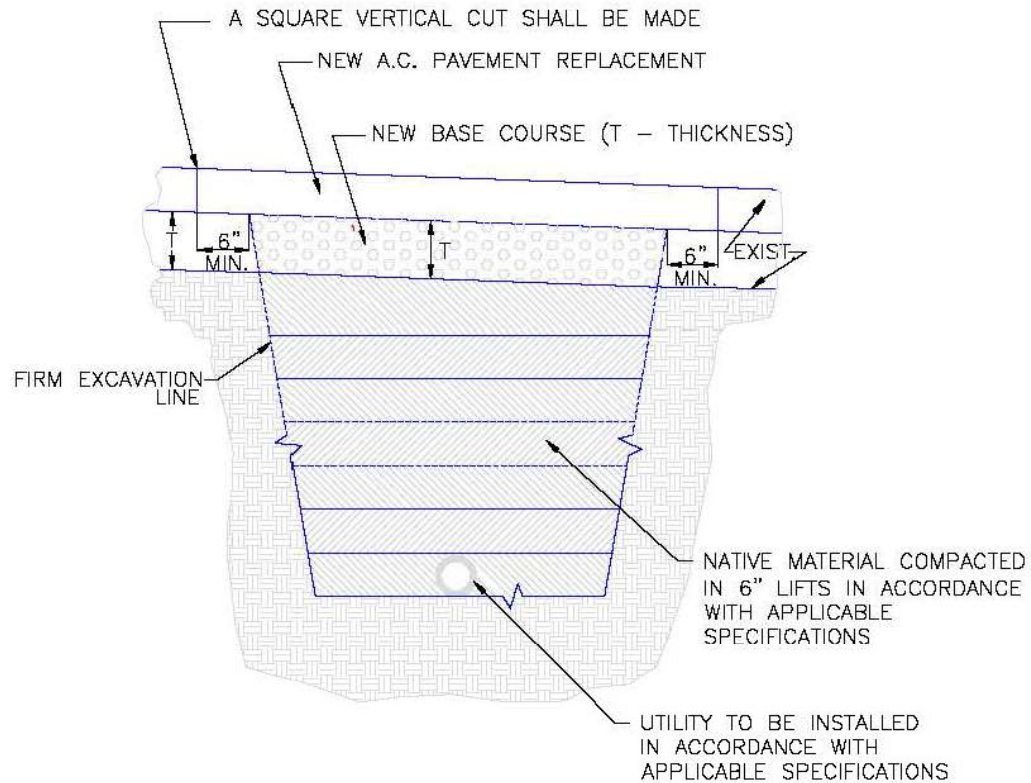 A SQUARE VERTICAL CUT SHALL BE MADE
NEW A.C. PAVEMENT REPLACEMENT
NEW BASE COURSE (T – THICKNESS)
T
6"
MIN.
T
6"
MIN.
EXIST
FIRM EXCAVATION
LINE
NATIVE MATERIAL COMPACTED
IN 6" LIFTS IN ACCORDANCE
WITH APPLICABLE
SPECIFICATIONS
UTILITY TO BE INSTALLED
IN ACCORDANCE WITH
APPLICABLE SPECIFICATIONS